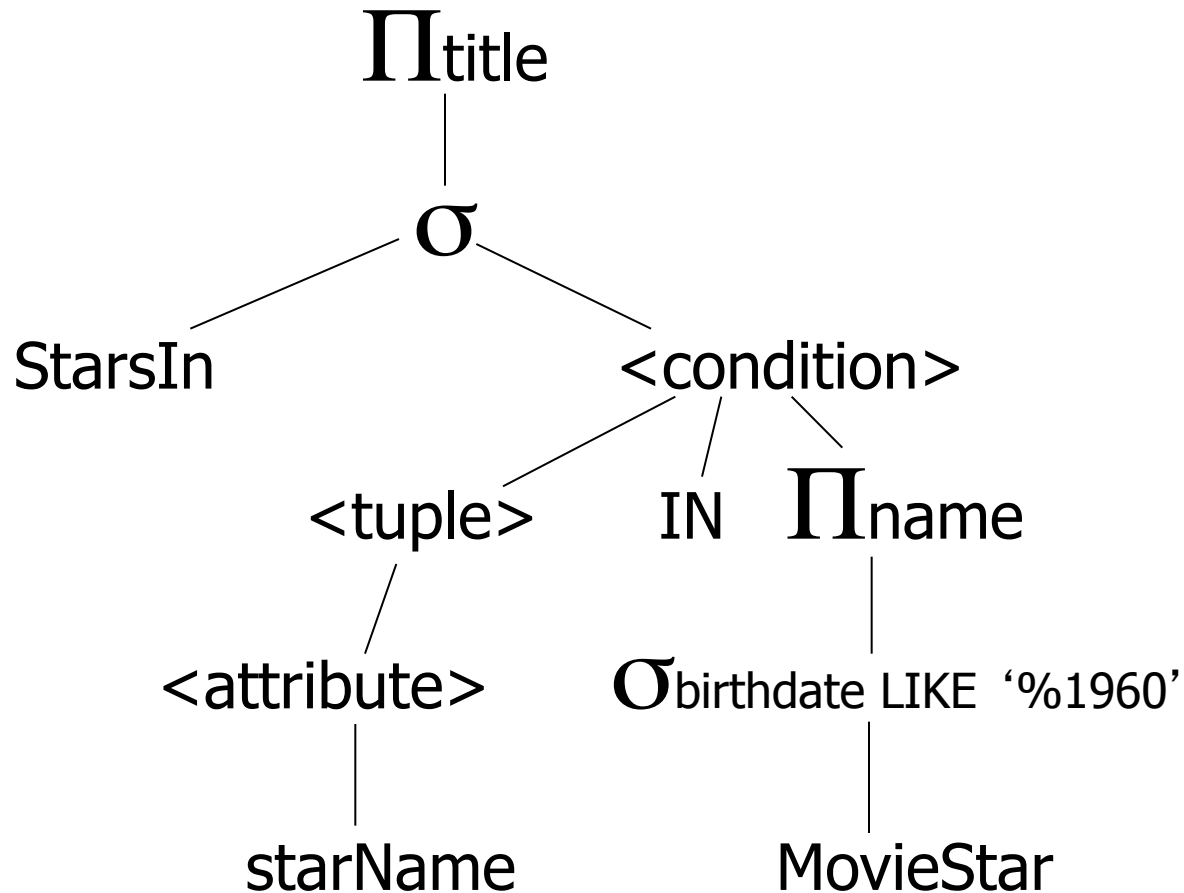 Πtitle
σ
StarsIn <condition>
<tuple> IN Πname
<attribute> σbirthdate LIKE ‘%1960’
starName MovieStar